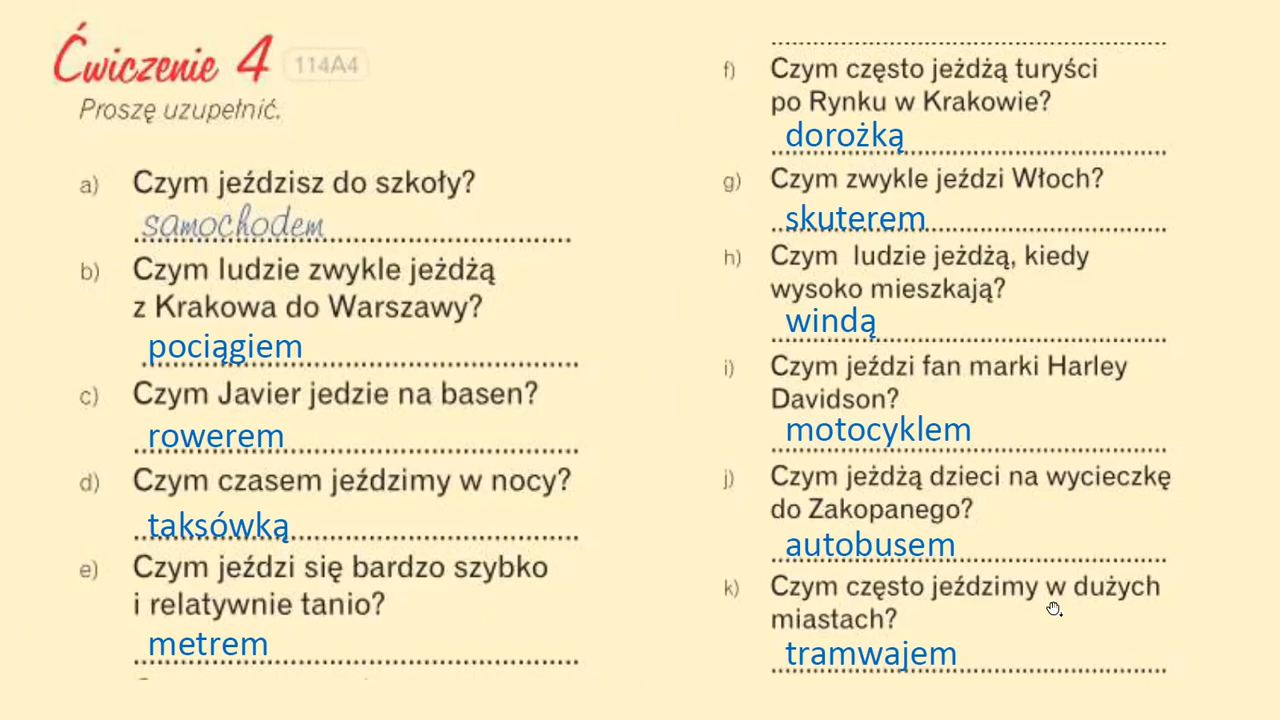 Ćwiczenie 4 114A4
Proszę uzupełnić.
a) Czym jeździsz do szkoły?
samochodem
b) Czym ludzie zwykle jeżdżą
z Krakowa do Warszawy?
pociągiem
c) Czym Javier jedzie na basen?
rowerem
d) Czym czasem jeździmy w nocy?
taksówką
e) Czym jeździ się bardzo szybko
i relatywnie tanio?
metrem
f) Czym często jeżdżą turyści
po Rynku w Krakowie?
dorożką
g) Czym zwykle jeździ Włoch?
skuterem
h) Czym ludzie jeżdżą, kiedy
wysoko mieszkają?
windą
i) Czym jeździ fan marki Harley
Davidson?
motocyklem
j) Czym jeżdżą dzieci na wycieczkę
do Zakopanego?
autobusem
k) Czym często jeździmy w dużych
miastach?
tramwajem